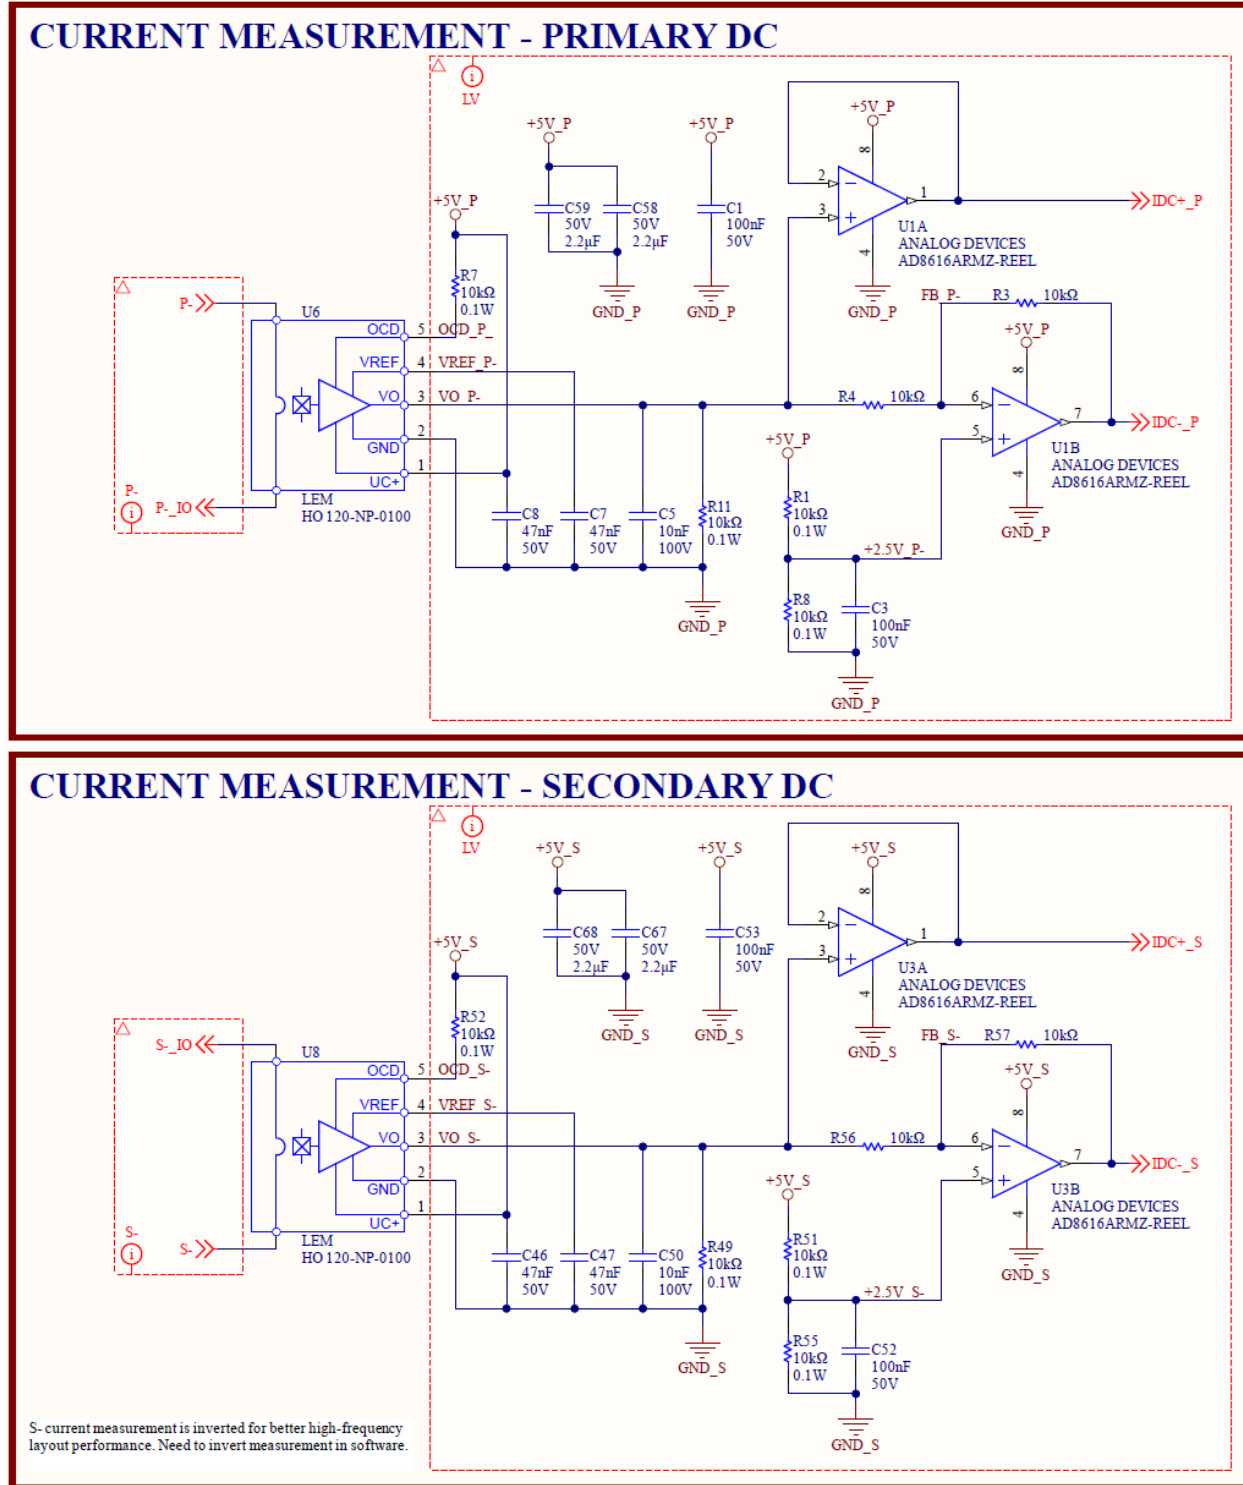 CURRENT MEASUREMENT - PRIMARY DC
i
LV
+5V_P
+5V_P
+5V_P
8
2
1
3
4
IDC+_P
U1A
ANALOG DEVICES
AD8616ARMZ-REEL
GND_P
C59
50V
2.2µF
C58
50V
2.2µF
GND_P
C1
100nF
50V
GND_P
+5V_P
R7
10kΩ
0.1W
P-
U6
OCD
5
OCD_P_
VREF
4
VREF_P-
VO
3
VO_P-
GND
2
UC+
1
P-
i
P-_IO
LEM
HO 120-NP-0100
FB_P-
R3
10kΩ
+5V_P
8
R4
10kΩ
6
5
7
4
IDC-_P
U1B
ANALOG DEVICES
AD8616ARMZ-REEL
GND_P
C8
47nF
50V
C7
47nF
50V
C5
10nF
100V
R11
10kΩ
0.1W
GND_P
+5V_P
R1
10kΩ
0.1W
+2.5V_P-
R8
10kΩ
0.1W
C3
100nF
50V
GND_P
CURRENT MEASUREMENT - SECONDARY DC
i
LV
+5V_S
+5V_S
+5V_S
8
2
1
3
4
IDC+_S
U3A
ANALOG DEVICES
AD8616ARMZ-REEL
GND_S
C68
50V
2.2µF
C67
50V
2.2µF
GND_S
C53
100nF
50V
GND_S
+5V_S
R52
10kΩ
0.1W
S-_IO
U8
OCD
5
OCD_S-
VREF
4
VREF_S-
VO
3
VO_S-
GND
2
UC+
1
S-
i
S-
LEM
HO 120-NP-0100
FB_S-
R57
10kΩ
+5V_S
8
R56
10kΩ
6
5
7
4
IDC-_S
U3B
ANALOG DEVICES
AD8616ARMZ-REEL
GND_S
C46
47nF
50V
C47
47nF
50V
C50
10nF
100V
R49
10kΩ
0.1W
GND_S
+5V_S
R51
10kΩ
0.1W
+2.5V_S-
R55
10kΩ
0.1W
C52
100nF
50V
GND_S
S- current measurement is inverted for better high-frequency
layout performance. Need to invert measurement in software.